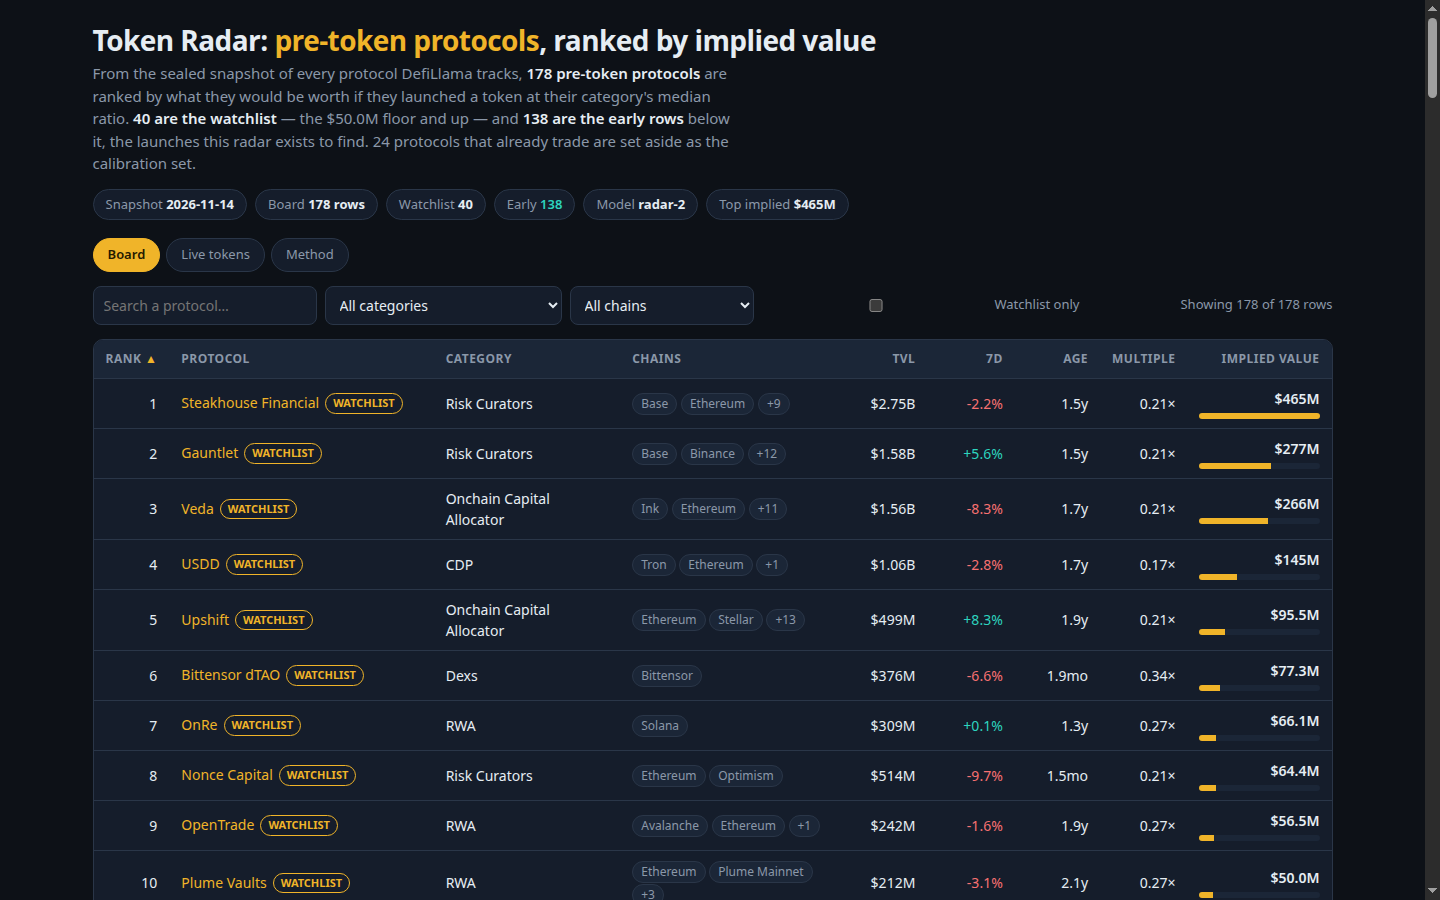 Token Radar: pre-token protocols, ranked by implied value
From the sealed snapshot of every protocol DefiLlama tracks, 178 pre-token protocols are
ranked by what they would be worth if they launched a token at their category's median
ratio. 40 are the watchlist — the $50.0M floor and up — and 138 are the early rows below
it, the launches this radar exists to find. 24 protocols that already trade are set aside as the
calibration set.
Snapshot 2026-11-14 Board 178 rows Watchlist 40 Early 138 Model radar-2 Top implied $465M
Board Live tokens Method
Search a protocol... All categories All chains Watchlist only Showing 178 of 178 rows
RANK ▲ PROTOCOL CATEGORY CHAINS TVL 7D AGE MULTIPLE IMPLIED VALUE
1 Steakhouse Financial WATCHLIST Risk Curators Base Ethereum +9 $2.75B -2.2% 1.5y 0.21× $465M
2 Gauntlet WATCHLIST Risk Curators Base Binance +12 $1.58B +5.6% 1.5y 0.21× $277M
3 Veda WATCHLIST Onchain Capital Allocator Ink Ethereum +11 $1.56B -8.3% 1.7y 0.21× $266M
4 USDD WATCHLIST CDP Tron Ethereum +1 $1.06B -2.8% 1.7y 0.17× $145M
5 Upshift WATCHLIST Onchain Capital Allocator Ethereum Stellar +13 $499M +8.3% 1.9y 0.21× $95.5M
6 Bittensor dTAO WATCHLIST Dexs Bittensor $376M -6.6% 1.9mo 0.34× $77.3M
7 OnRe WATCHLIST RWA Solana $309M +0.1% 1.3y 0.27× $66.1M
8 Nonce Capital WATCHLIST Risk Curators Ethereum Optimism $514M -9.7% 1.5mo 0.21× $64.4M
9 OpenTrade WATCHLIST RWA Avalanche Ethereum +1 $242M -1.6% 1.9y 0.27× $56.5M
10 Plume Vaults WATCHLIST RWA Ethereum Plume Mainnet +3 $212M -3.1% 2.1y 0.27× $50.0M